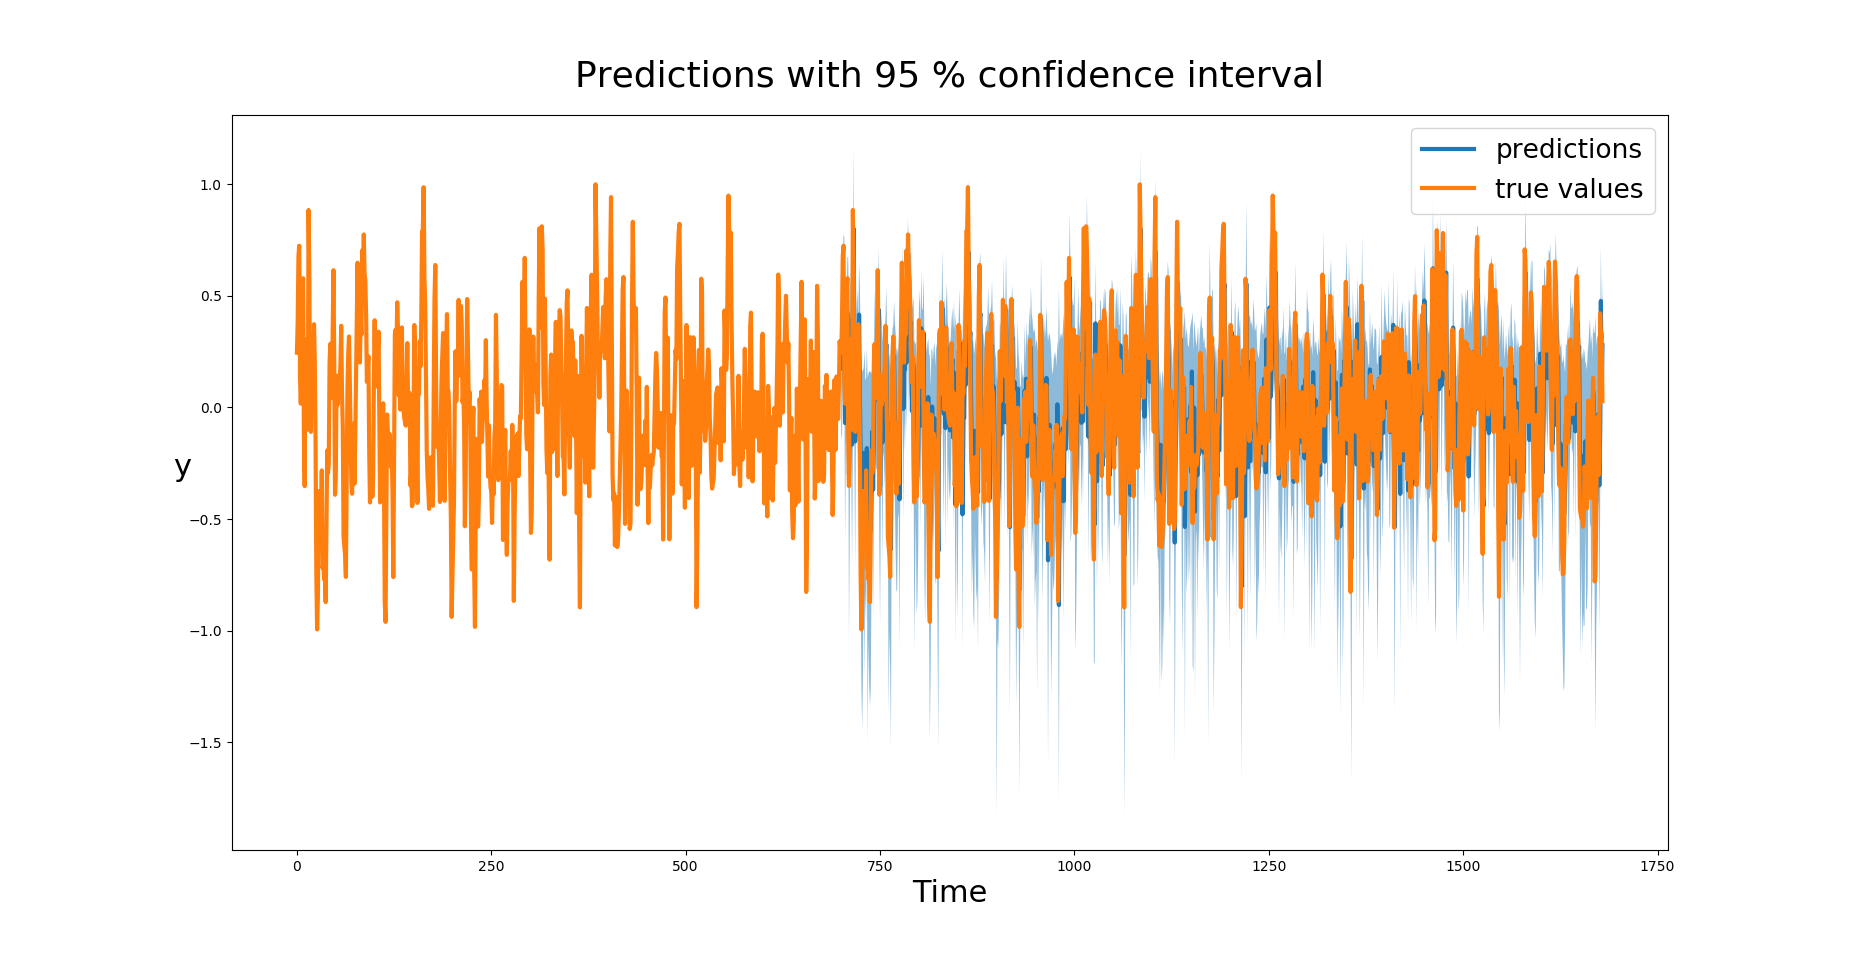 Predictions with 95 % confidence interval
predictions
true values
1.0
0.5
0.0
−0.5
−1.0
−1.5
y
0 250 500 750 1000 1250 1500 1750
Time